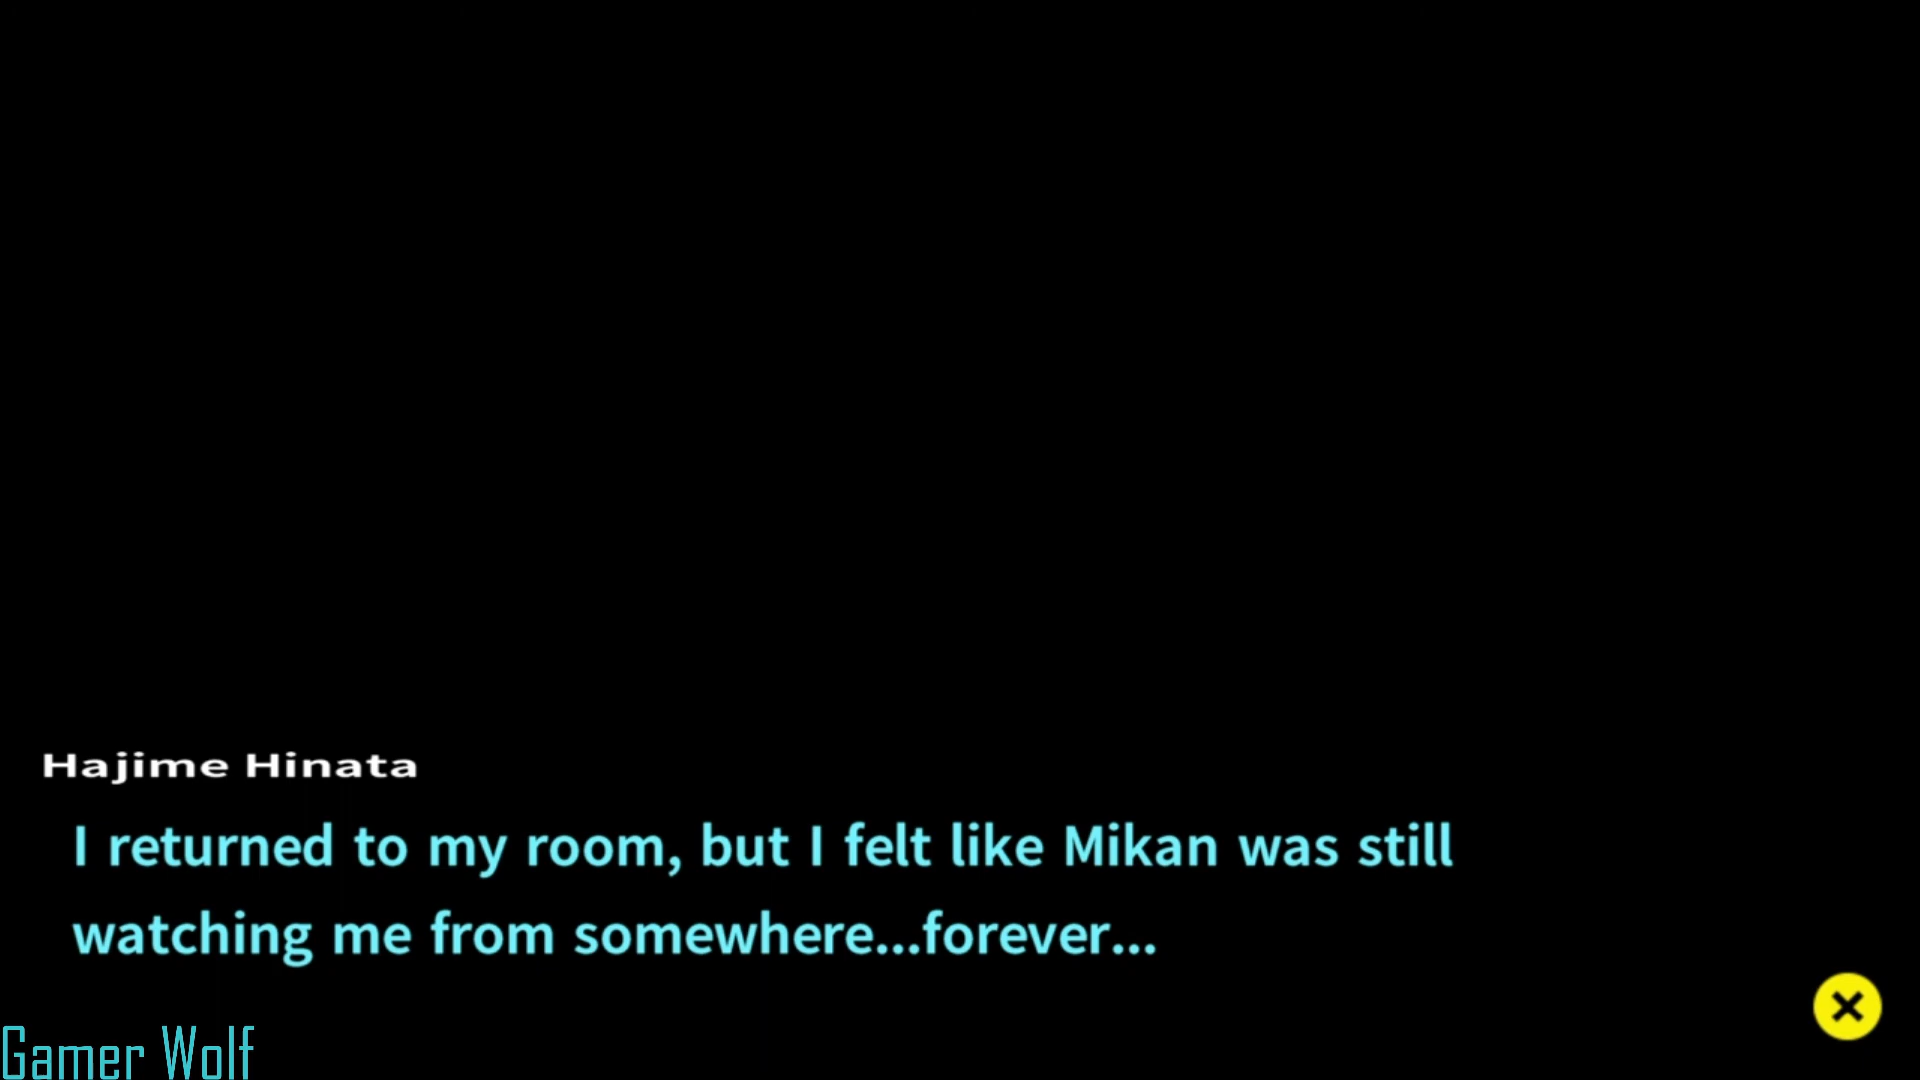 Hajime Hinata
I returned to my room, but I felt like Mikan was still
watching me from somewhere...forever...
Gamer Wolf